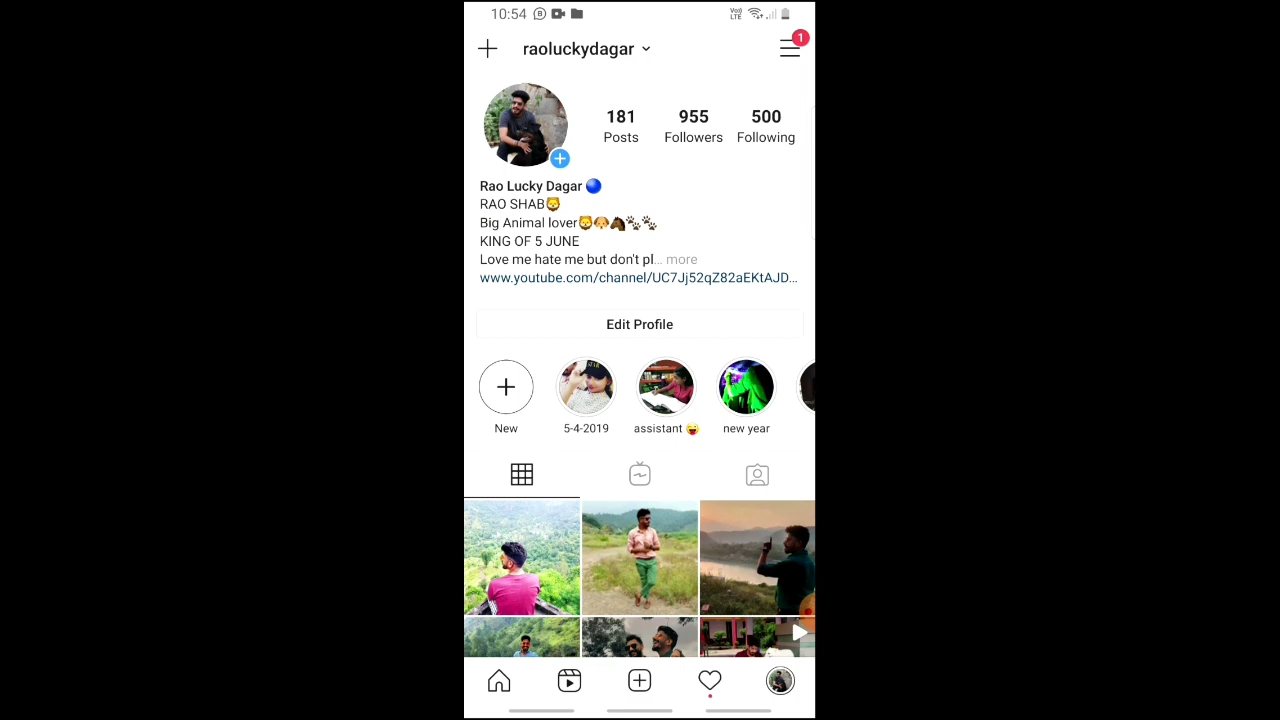 10:54
Vo))
LTE
1
raoluckydagar
181
955
500
Posts
Followers
Following
Rao Lucky Dagar 🔵
RAO SHAB🦁
Big Animal lover🦁🐶🐴🐾🐾
KING OF 5 JUNE
Love me hate me but don't pl... more
www.youtube.com/channel/UC7Jj52qZ82aEKtAJD...
Edit Profile
New
5-4-2019
assistant 😜
new year